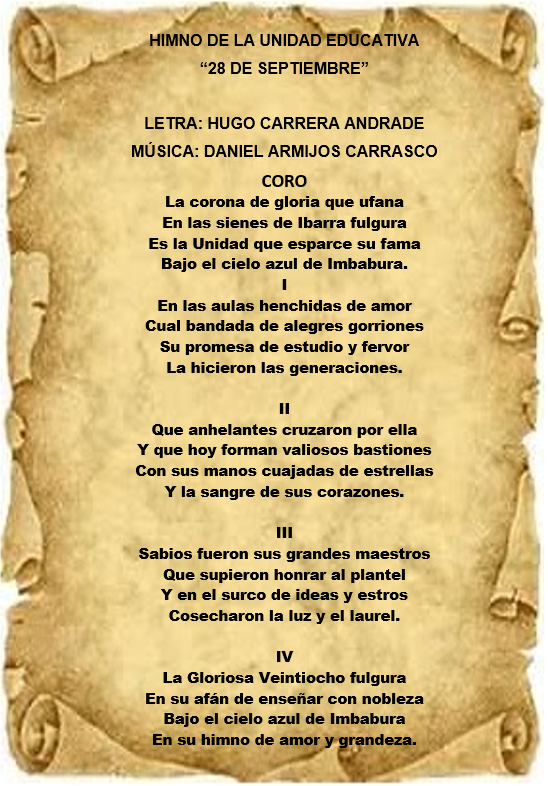 HIMNO DE LA UNIDAD EDUCATIVA
“28 DE SEPTIEMBRE”
LETRA: HUGO CARRERA ANDRADE
MÚSICA: DANIEL ARMIJOS CARRASCO
CORO
La corona de gloria que ufana
En las sienes de Ibarra fulgura
Es la Unidad que esparce su fama
Bajo el cielo azul de Imbabura.
I
En las aulas henchidas de amor
Cual bandada de alegres gorriones
Su promesa de estudio y fervor
La hicieron las generaciones.
II
Que anhelantes cruzaron por ella
Y que hoy forman valiosos bastiones
Con sus manos cuajadas de estrellas
Y la sangre de sus corazones.
III
Sabios fueron sus grandes maestros
Que supieron honrar al plantel
Y en el surco de ideas y estros
Cosecharon la luz y el laurel.
IV
La Gloriosa Veintiocho fulgura
En su afán de enseñar con nobleza
Bajo el cielo azul de Imbabura
En su himno de amor y grandeza.